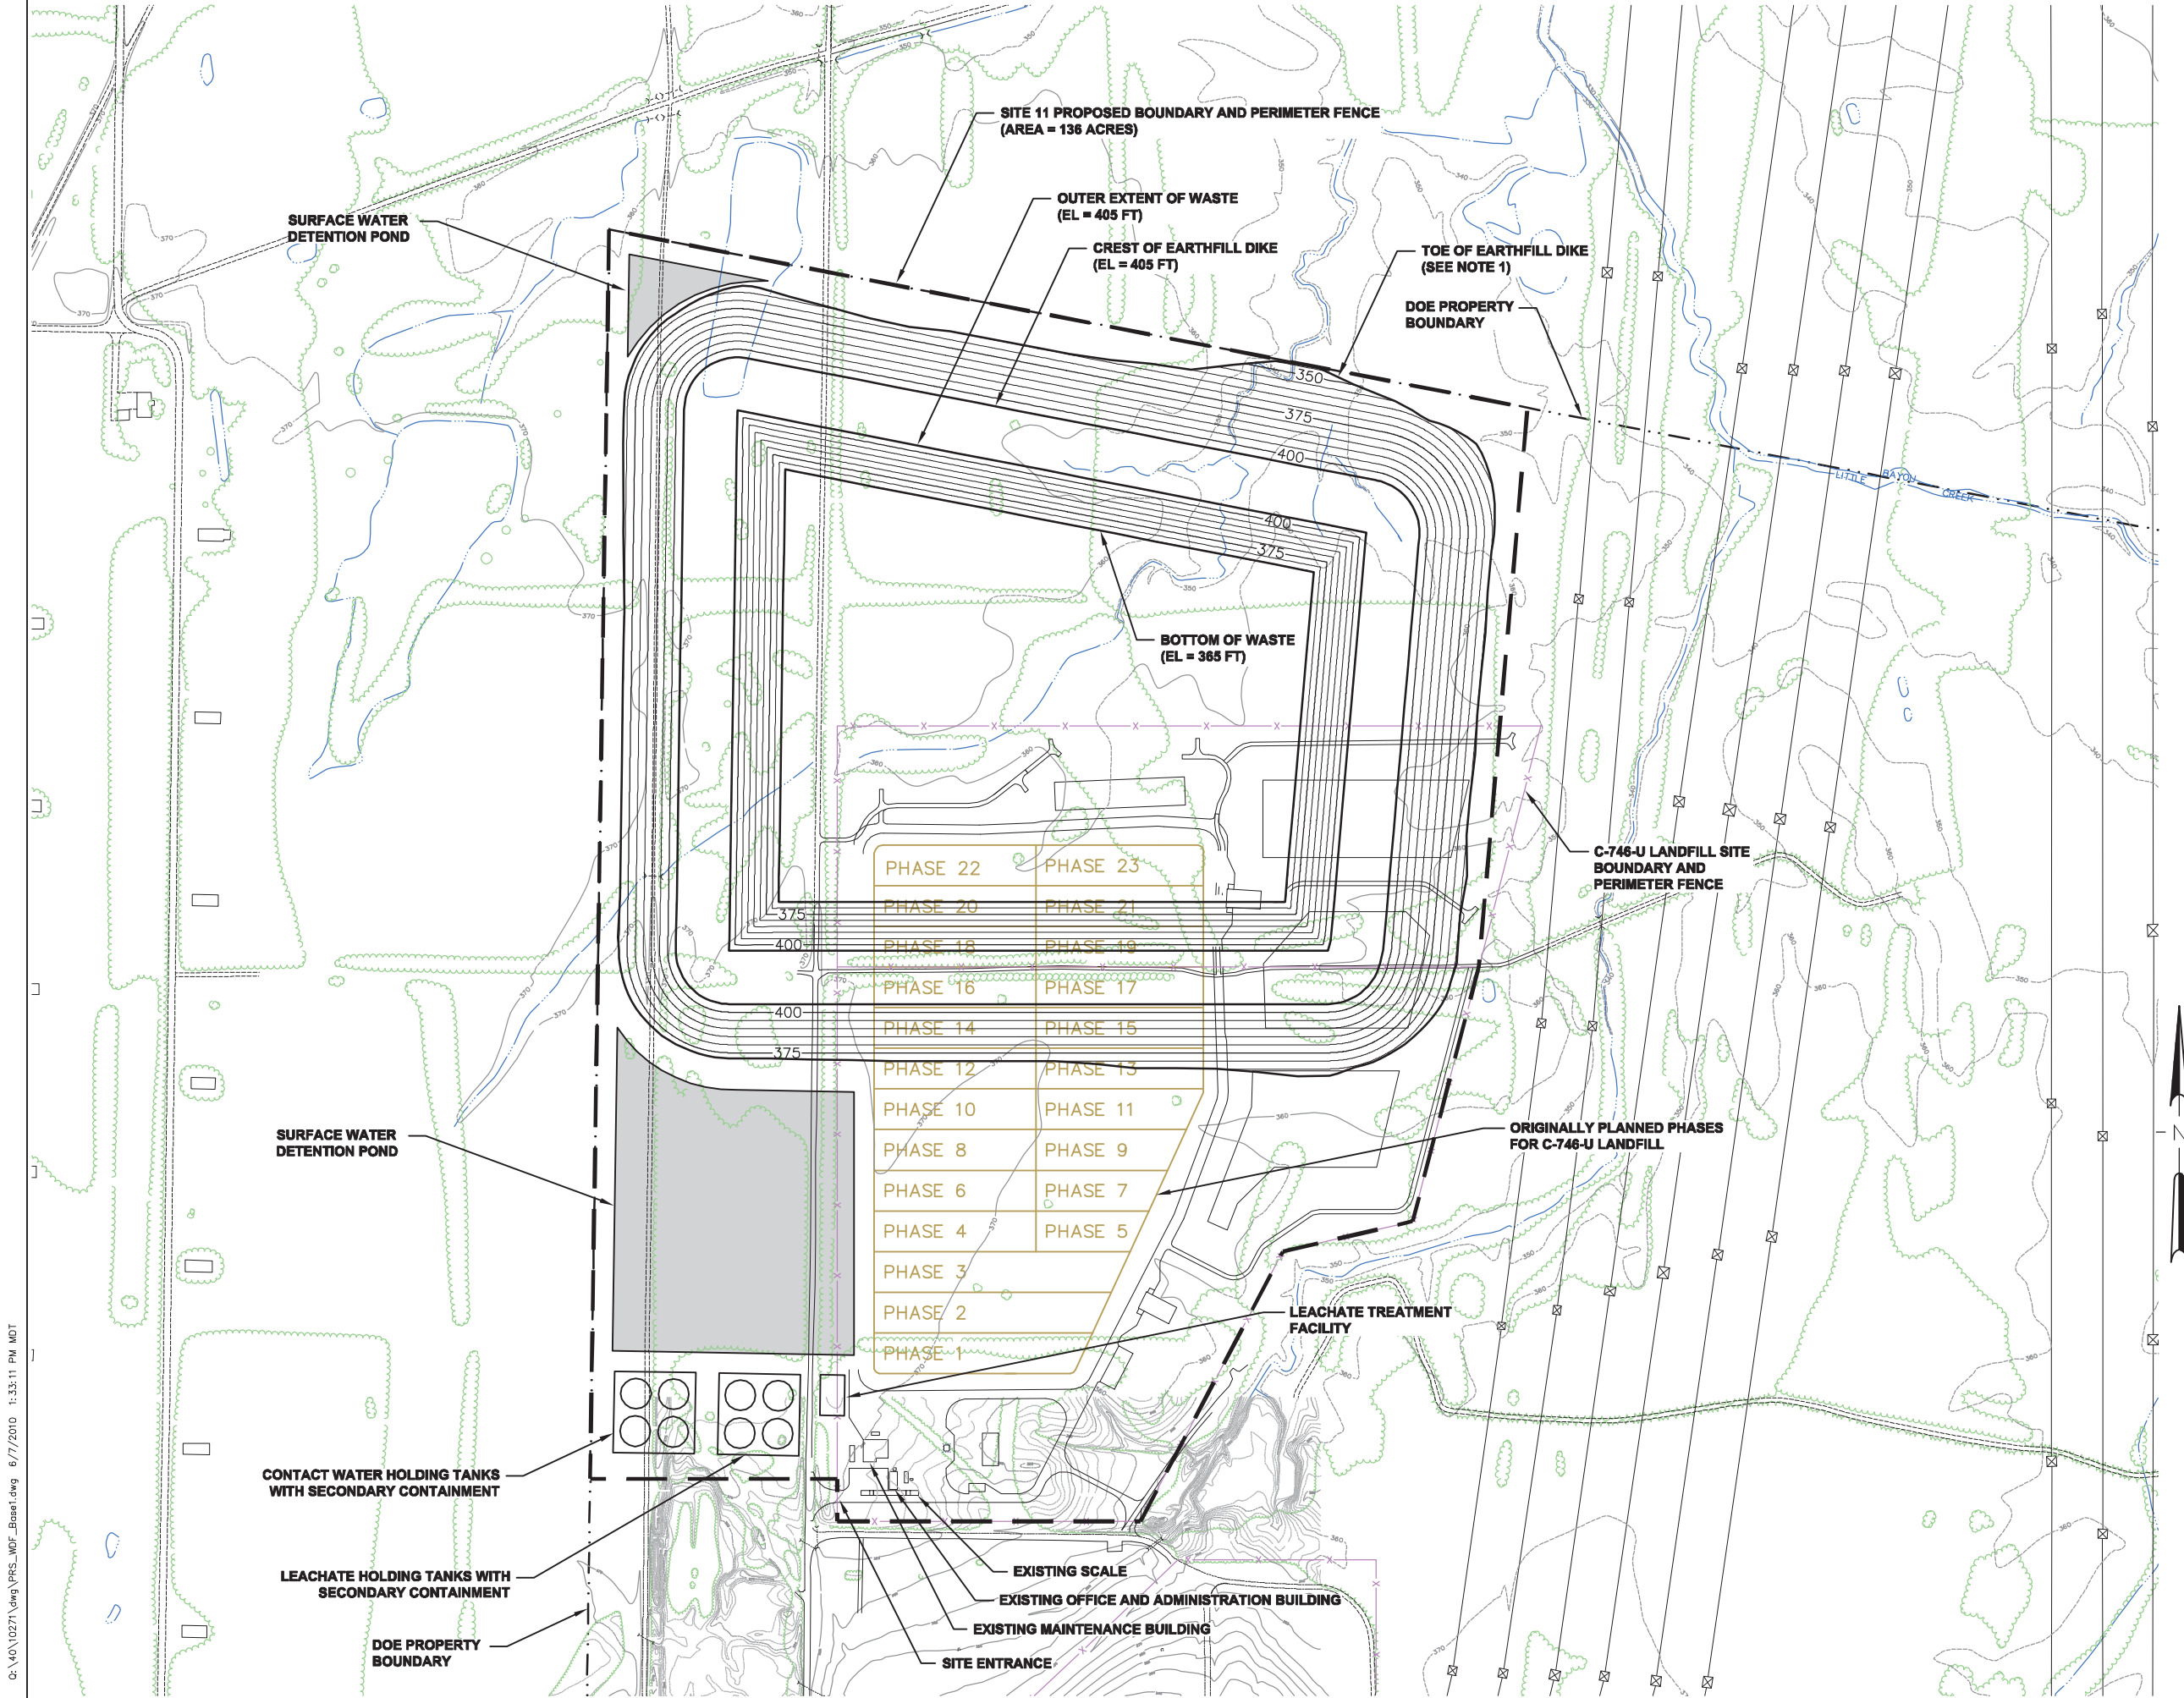 SITE 11 PROPOSED BOUNDARY AND PERIMETER FENCE
(AREA = 136 ACRES)
OUTER EXTENT OF WASTE
(EL = 405 FT)
SURFACE WATER
DETENTION POND
CREST OF EARTHFILL DIKE
(EL = 405 FT)
TOE OF EARTHFILL DIKE
(SEE NOTE 1)
DOE PROPERTY
BOUNDARY
350
375
400
LITTLE BAYOU CREEK
400
375
BOTTOM OF WASTE
(EL = 365 FT)
C-746-U LANDFILL SITE
BOUNDARY AND
PERIMETER FENCE
PHASE 22
PHASE 23
375
PHASE 20
PHASE 21
400
PHASE 18
PHASE 19
PHASE 16
PHASE 17
400
PHASE 14
PHASE 15
375
PHASE 12
PHASE 13
PHASE 10
PHASE 11
SURFACE WATER
DETENTION POND
ORIGINALLY PLANNED PHASES
FOR C-746-U LANDFILL
PHASE 8
PHASE 9
PHASE 6
PHASE 7
PHASE 4
PHASE 5
PHASE 3
PHASE 2
PHASE 1
LEACHATE TREATMENT
FACILITY
CONTACT WATER HOLDING TANKS
WITH SECONDARY CONTAINMENT
LEACHATE HOLDING TANKS WITH
SECONDARY CONTAINMENT
EXISTING SCALE
EXISTING OFFICE AND ADMINISTRATION BUILDING
EXISTING MAINTENANCE BUILDING
SITE ENTRANCE
DOE PROPERTY
BOUNDARY
N
Q:\40\10271\dwg\PRS_WDF_Base1.dwg 6/7/2010 1:33:11 PM MDT